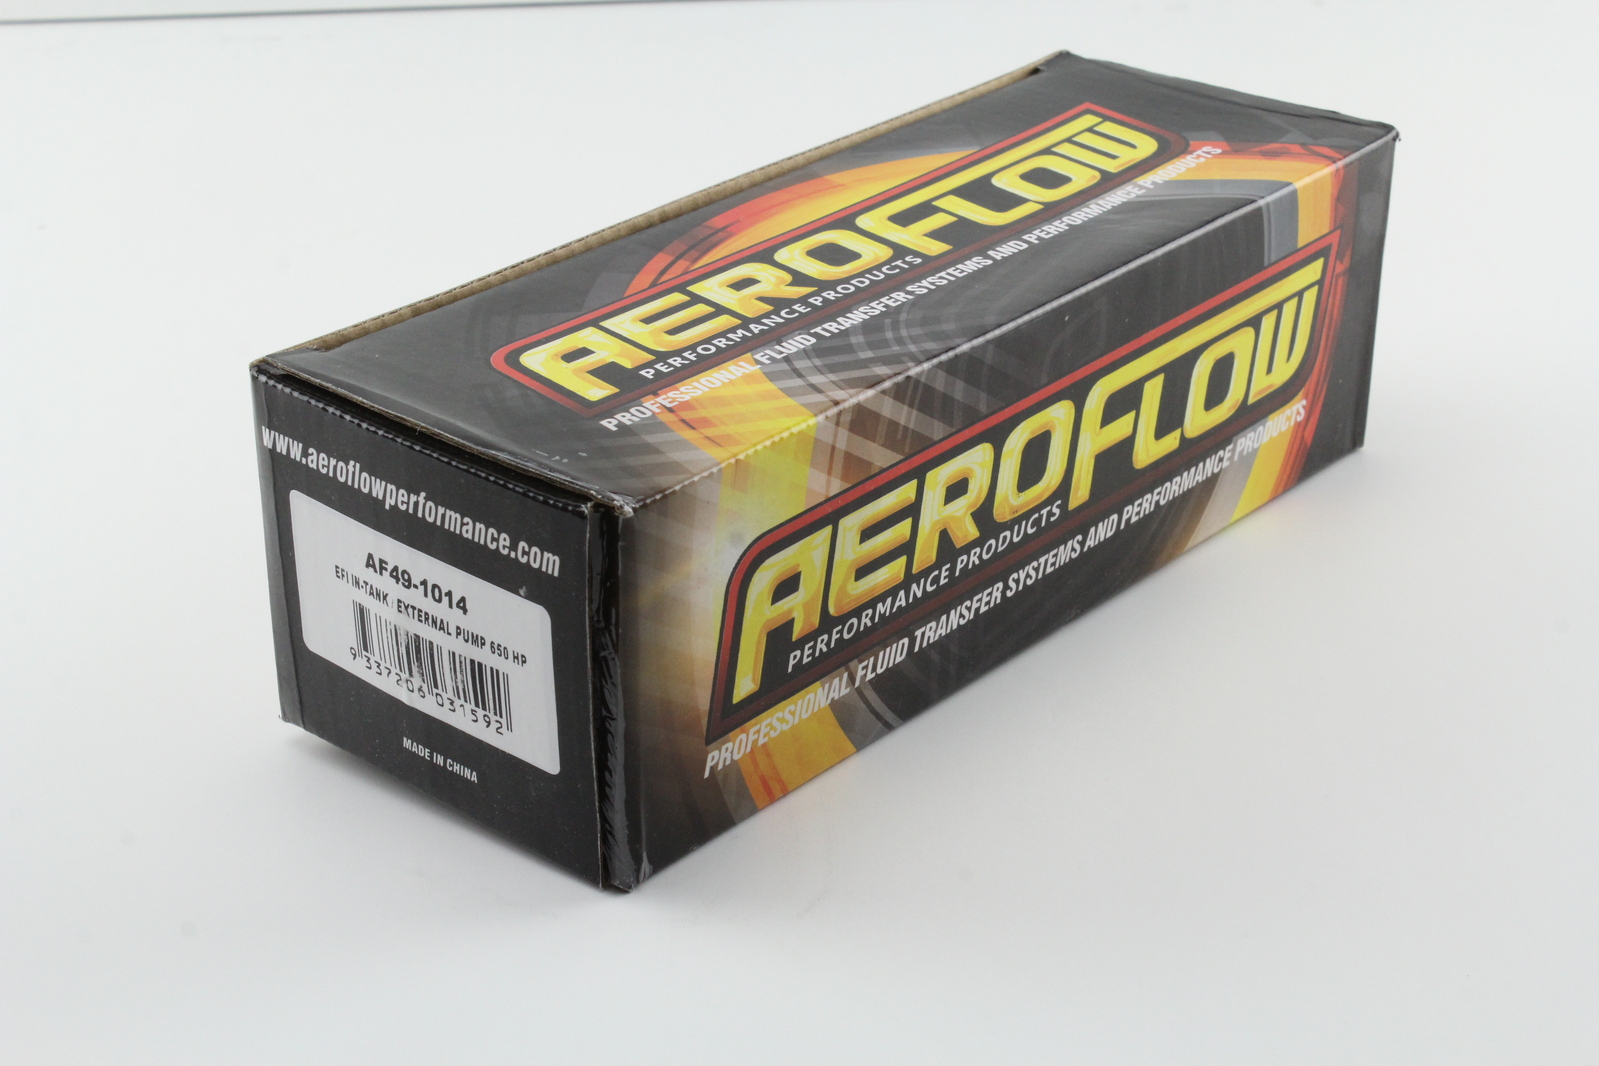 AEROFLOW
PERFORMANCE PRODUCTS
PROFESSIONAL FLUID TRANSFER SYSTEMS AND PERFORMANCE PRODUCTS
AEROFLOW
PERFORMANCE PRODUCTS
PROFESSIONAL FLUID TRANSFER SYSTEMS AND PERFORMANCE PRODUCTS
www.aeroflowperformance.com
AF49-1014
EFI IN-TANK / EXTERNAL PUMP 650 HP
9 337206 031592
MADE IN CHINA